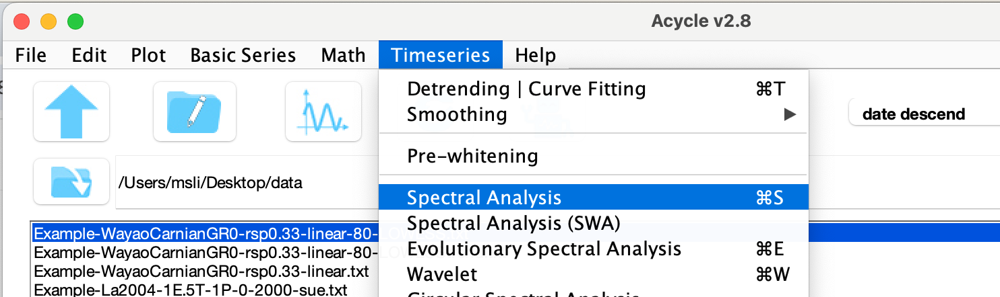 Acycle v2.8
File Edit Plot Basic Series Math Timeseries Help
Detrending | Curve Fitting ⌘T
Smoothing ▶
date descend
Pre-whitening
/Users/msli/Desktop/data
Spectral Analysis ⌘S
Spectral Analysis (SWA)
Example-WayaoCarnianGR0-rsp0.33-linear-80-
Evolutionary Spectral Analysis ⌘E
Example-WayaoCarnianGR0-rsp0.33-linear-80-
Wavelet ⌘W
Example-WayaoCarnianGR0-rsp0.33-linear.txt
Example-La2004-1E.5T-1P-0-2000-sue.txt
Circular Spectral Analysis